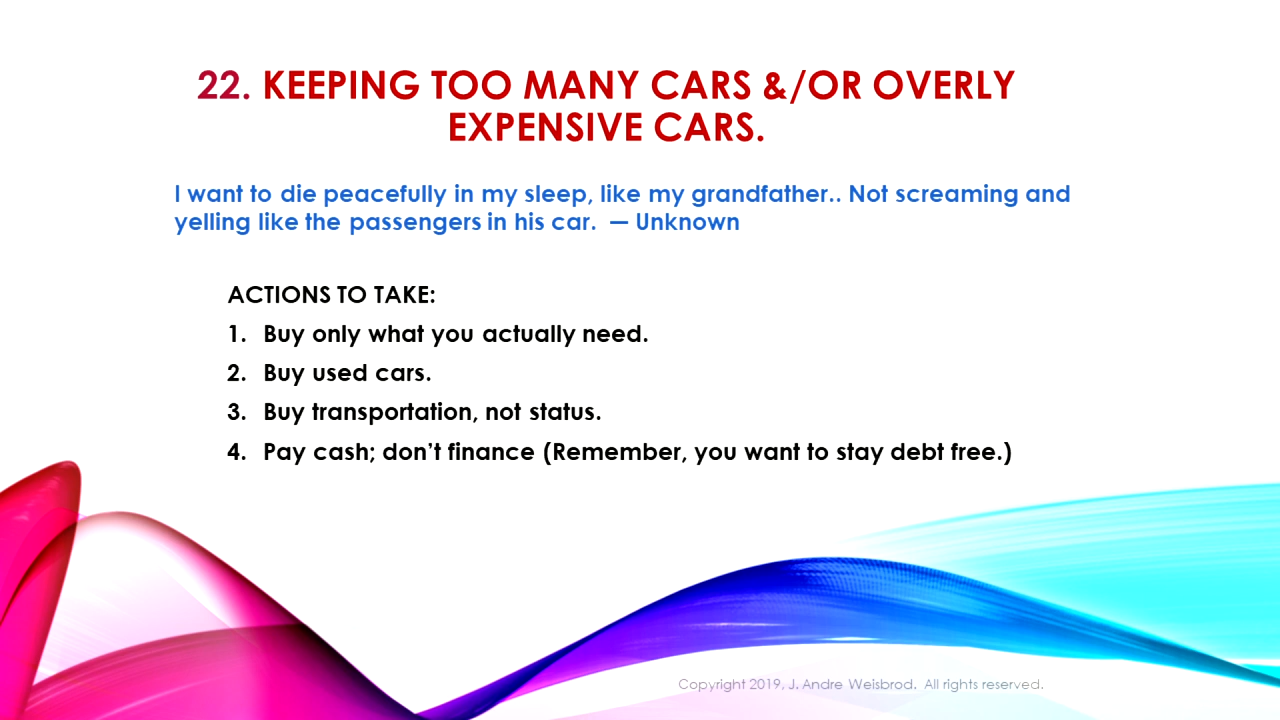 22. KEEPING TOO MANY CARS &/OR OVERLY
EXPENSIVE CARS.
I want to die peacefully in my sleep, like my grandfather.. Not screaming and
yelling like the passengers in his car.  — Unknown
ACTIONS TO TAKE:
1. Buy only what you actually need.
2. Buy used cars.
3. Buy transportation, not status.
4. Pay cash; don’t finance (Remember, you want to stay debt free.)
Copyright 2019, J. Andre Weisbrod.  All rights reserved.